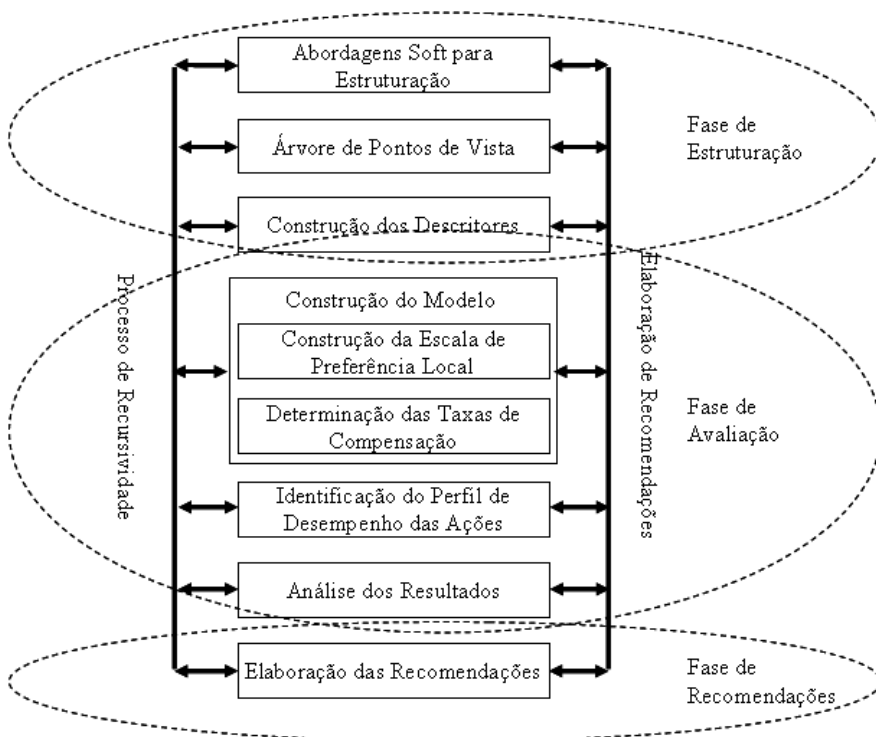 Abordagens Soft para
Estruturação
Árvore de Pontos de Vista
Construção dos Descritores
Fase de
Estruturação
Processo de Recursividade
Construção do Modelo
Construção da Escala de
Preferência Local
Determinação das Taxas de
Compensação
Identificação do Perfil de
Desempenho das Ações
Análise dos Resultados
Elaboração de Recomendações
Fase de
Avaliação
Elaboração das Recomendações
Fase de
Recomendações